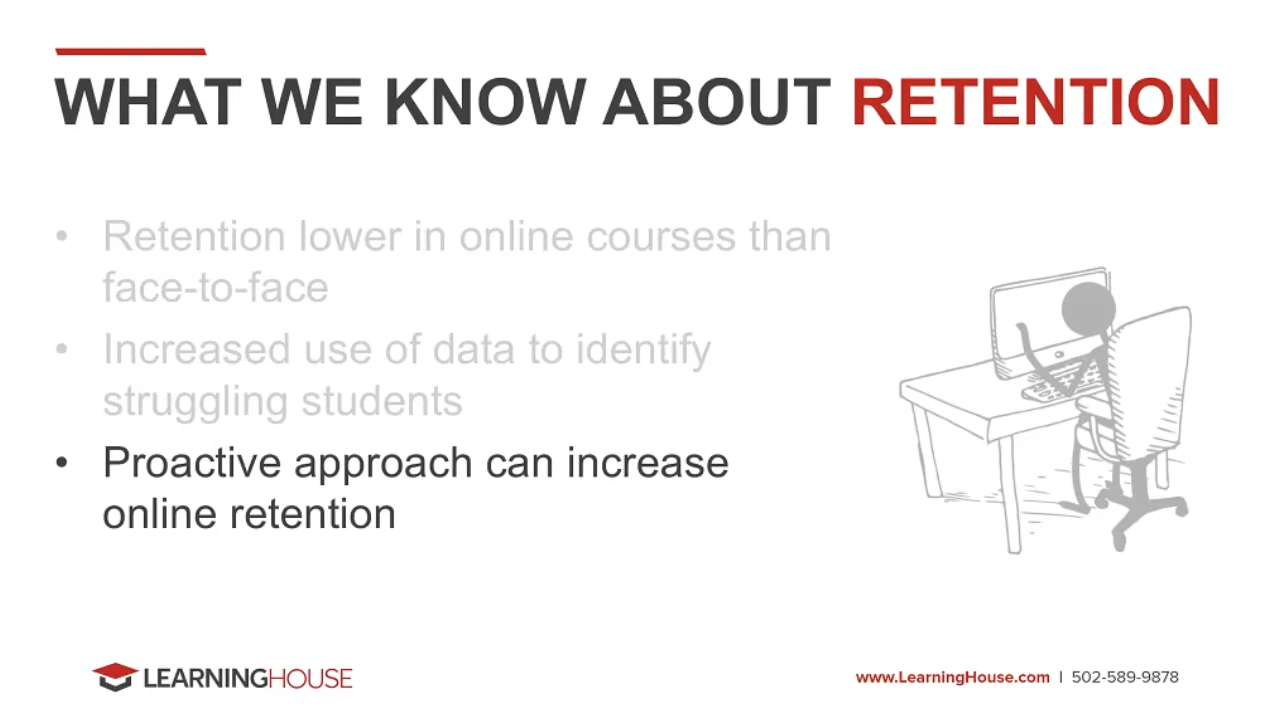 WHAT WE KNOW ABOUT RETENTION
• Retention lower in online courses than
face-to-face
• Increased use of data to identify
struggling students
• Proactive approach can increase
online retention
LEARNINGHOUSE
www.LearningHouse.com | 502-589-9878